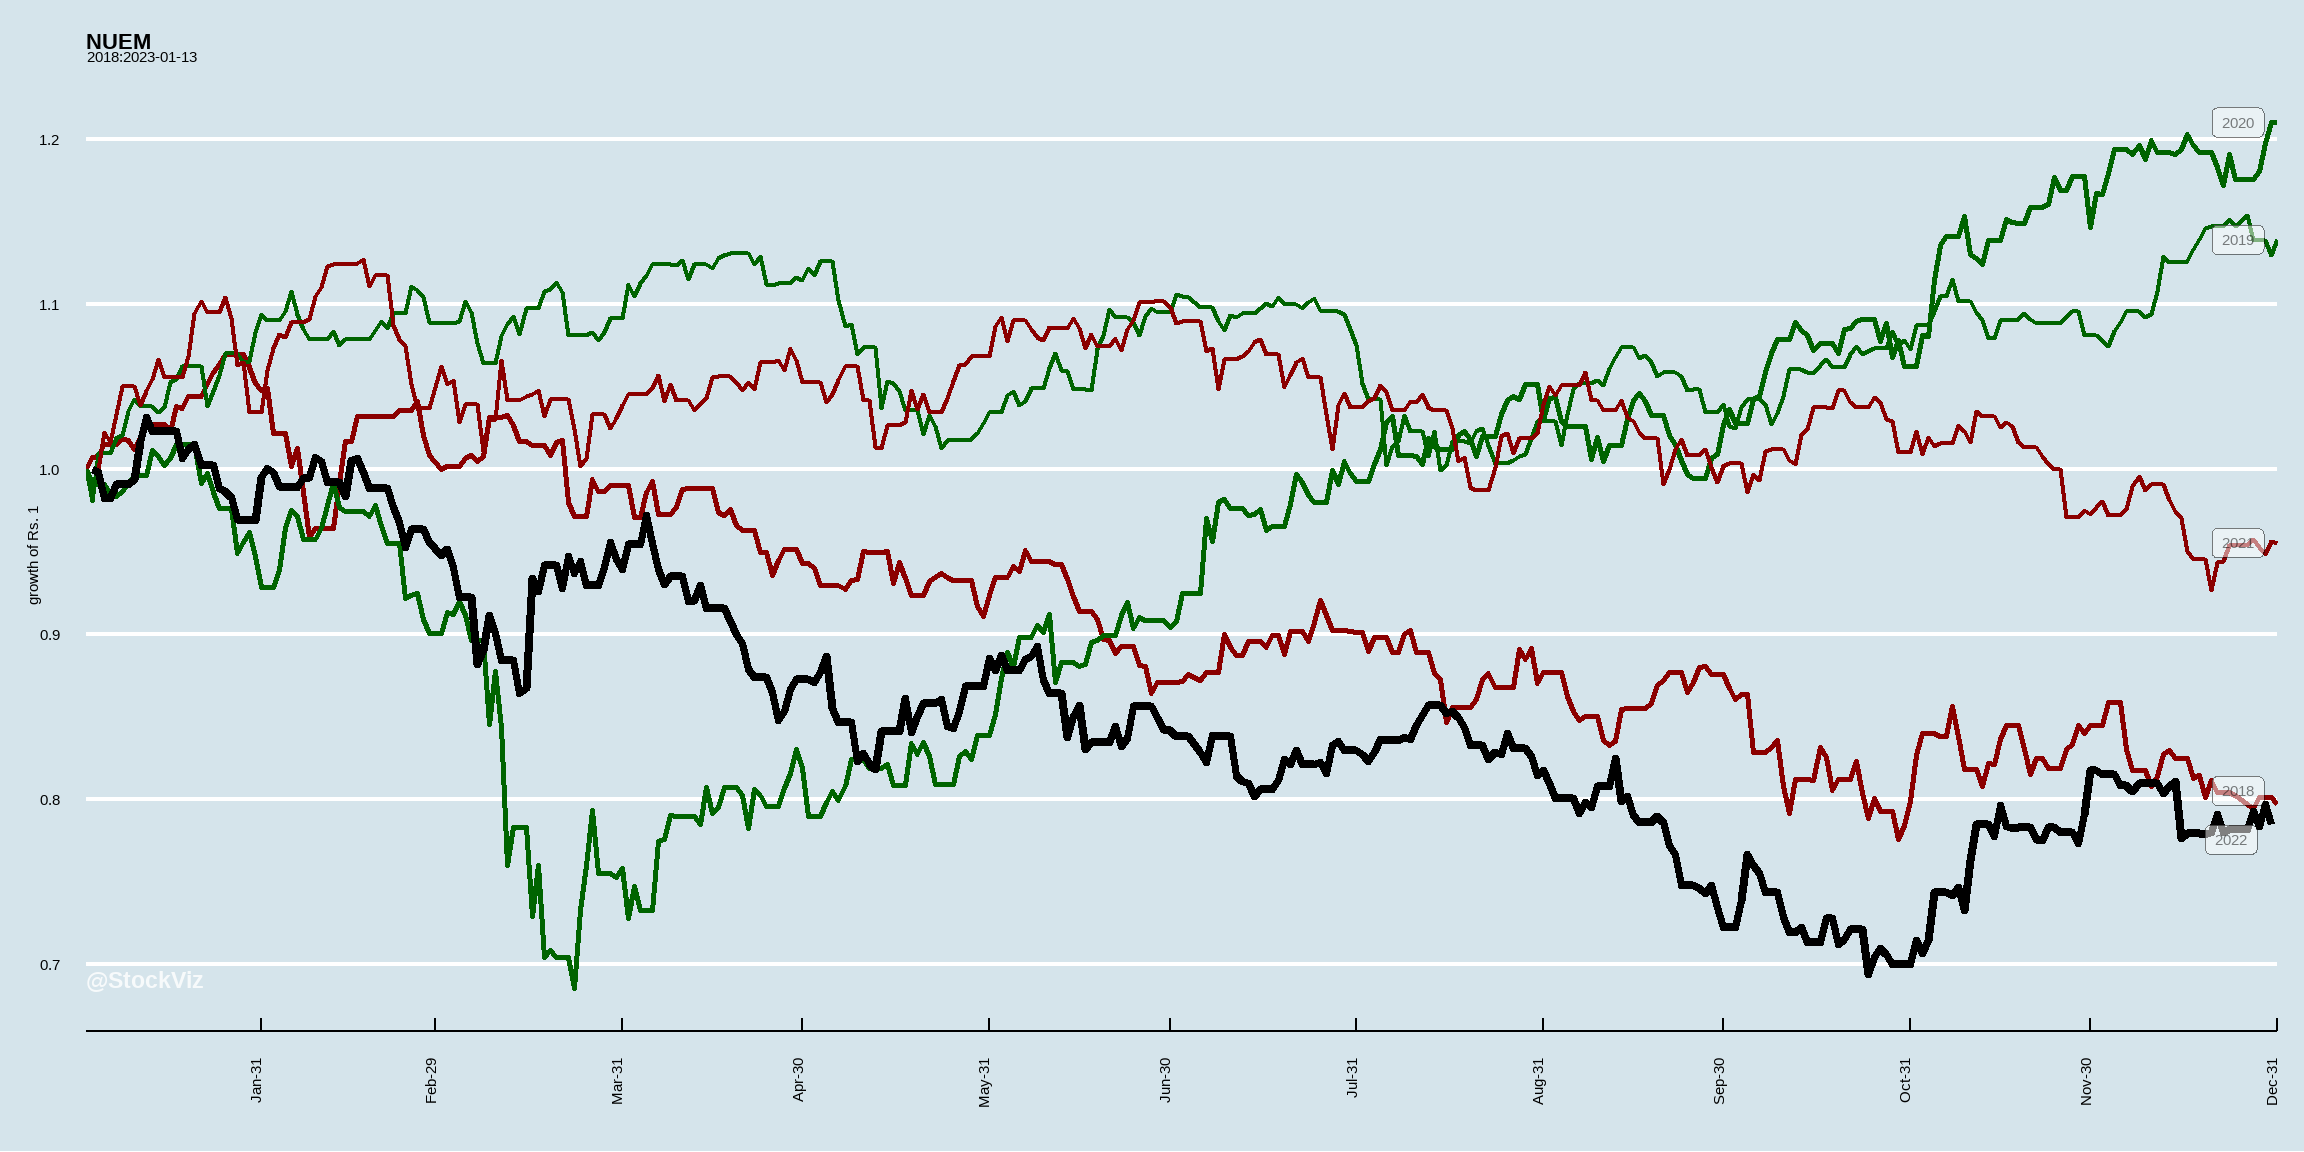 NUEM
2018:2023-01-13
1.2
1.1
1.0
0.9
0.8
0.7
growth of Rs. 1
2020
2019
2021
2018
2022
@StockViz
Jan-31
Feb-29
Mar-31
Apr-30
May-31
Jun-30
Jul-31
Aug-31
Sep-30
Oct-31
Nov-30
Dec-31